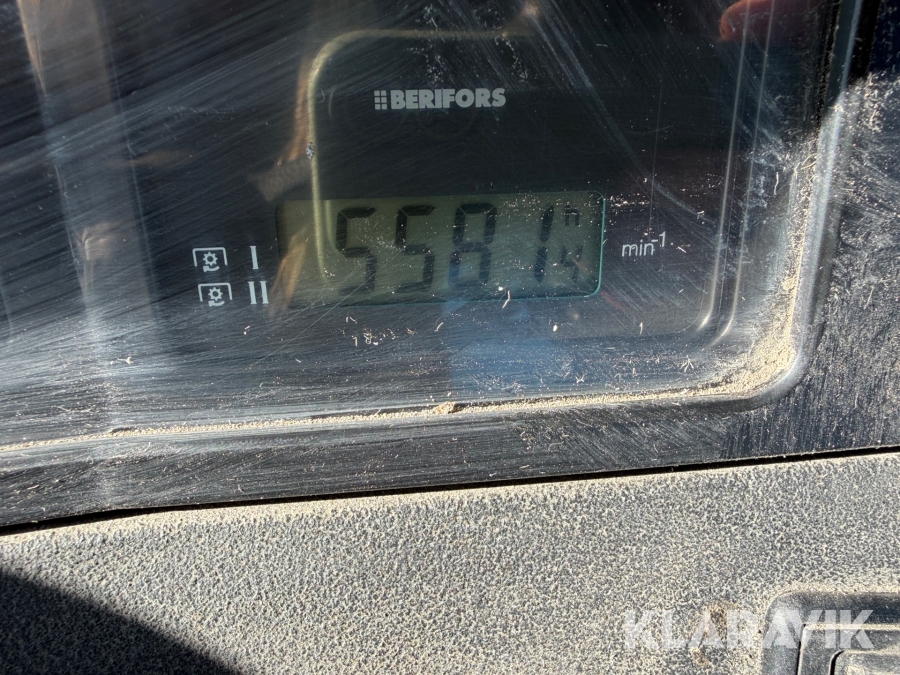 BERIFORS
5581 h
I
min-1
II
KLARAVIK